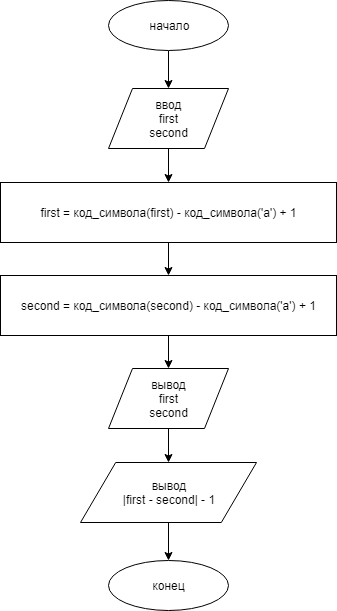 начало
ввод
first
second
first = код_символа(first) - код_символа('a') + 1
second = код_символа(second) - код_символа('a') + 1
вывод
first
second
вывод
|first - second| - 1
конец